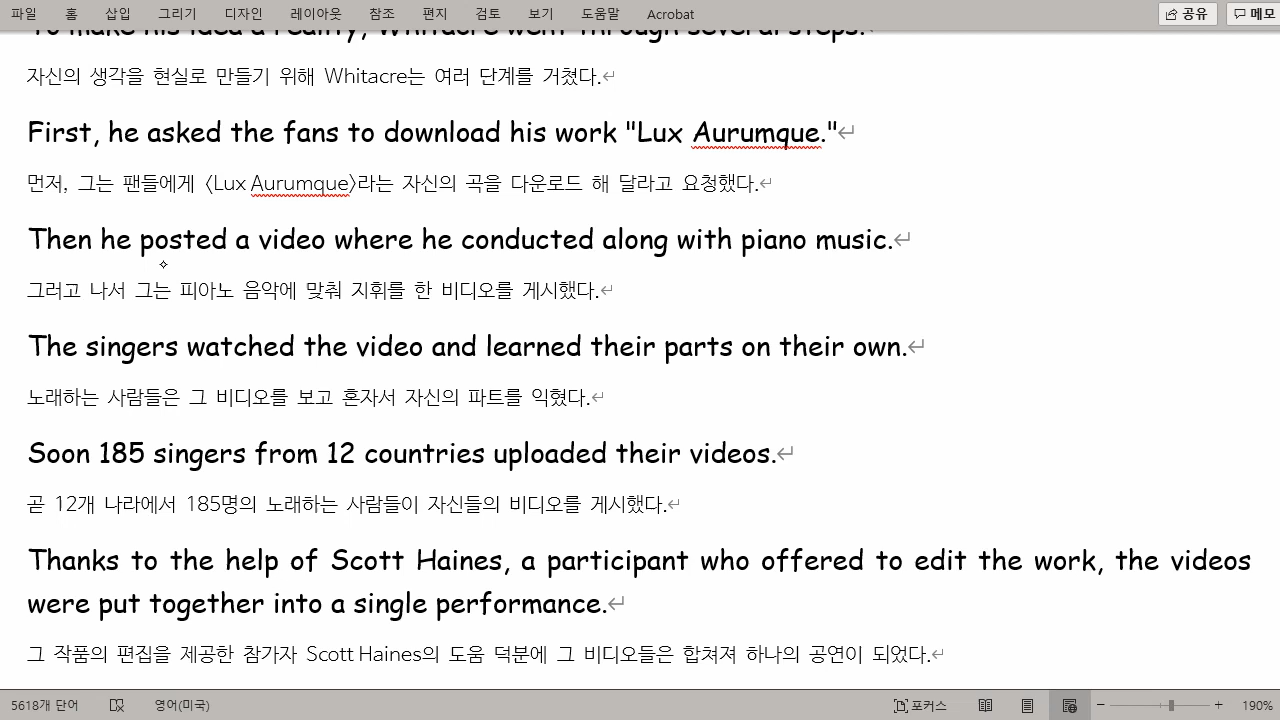 파일 홈 삽입 그리기 디자인 레이아웃 참조 편지 검토 보기 도움말 Acrobat 공유 메모
To make his idea a reality, Whitacre went through several steps.
자신의 생각을 현실로 만들기 위해 Whitacre는 여러 단계를 거쳤다.
First, he asked the fans to download his work "Lux Aurumque."
먼저, 그는 팬들에게 〈Lux Aurumque〉라는 자신의 곡을 다운로드 해 달라고 요청했다.
Then he posted a video where he conducted along with piano music.
그러고 나서 그는 피아노 음악에 맞춰 지휘를 한 비디오를 게시했다.
The singers watched the video and learned their parts on their own.
노래하는 사람들은 그 비디오를 보고 혼자서 자신의 파트를 익혔다.
Soon 185 singers from 12 countries uploaded their videos.
곧 12개 나라에서 185명의 노래하는 사람들이 자신들의 비디오를 게시했다.
Thanks to the help of Scott Haines, a participant who offered to edit the work, the videos
were put together into a single performance.
그 작품의 편집을 제공한 참가자 Scott Haines의 도움 덕분에 그 비디오들은 합쳐져 하나의 공연이 되었다.
5618개 단어 영어(미국) 포커스 190%